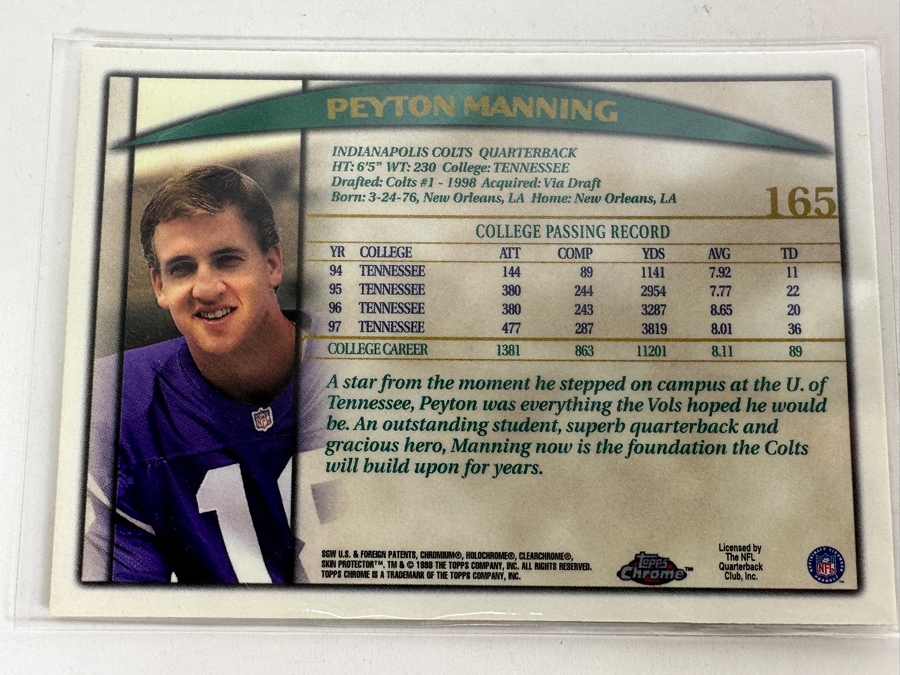 PEYTON MANNING
INDIANAPOLIS COLTS QUARTERBACK
HT: 6'5" WT: 230 College: TENNESSEE
Drafted: Colts #1 - 1998 Acquired: Via Draft
Born: 3-24-76, New Orleans, LA Home: New Orleans, LA
165
COLLEGE PASSING RECORD
YR COLLEGE ATT COMP YDS AVG TD
94 TENNESSEE 144 89 1141 7.92 11
95 TENNESSEE 380 244 2954 7.77 22
96 TENNESSEE 380 243 3287 8.65 20
97 TENNESSEE 477 287 3819 8.01 36
COLLEGE CAREER 1381 863 11201 8.11 89
A star from the moment he stepped on campus at the U. of
Tennessee, Peyton was everything the Vols hoped he would
be. An outstanding student, superb quarterback and
gracious hero, Manning now is the foundation the Colts
will build upon for years.
NFL
1
SGW U.S. & FOREIGN PATENTS, CHROMIUM®, HOLOCHROME®, CLEARCHROME®,
SKIN PROTECTOR™. TM & © 1998 THE TOPPS COMPANY, INC. ALL RIGHTS RESERVED.
TOPPS CHROME IS A TRADEMARK OF THE TOPPS COMPANY, INC.
Topps
Chrome™
Licensed by
The NFL
Quarterback
Club, Inc.
NFL